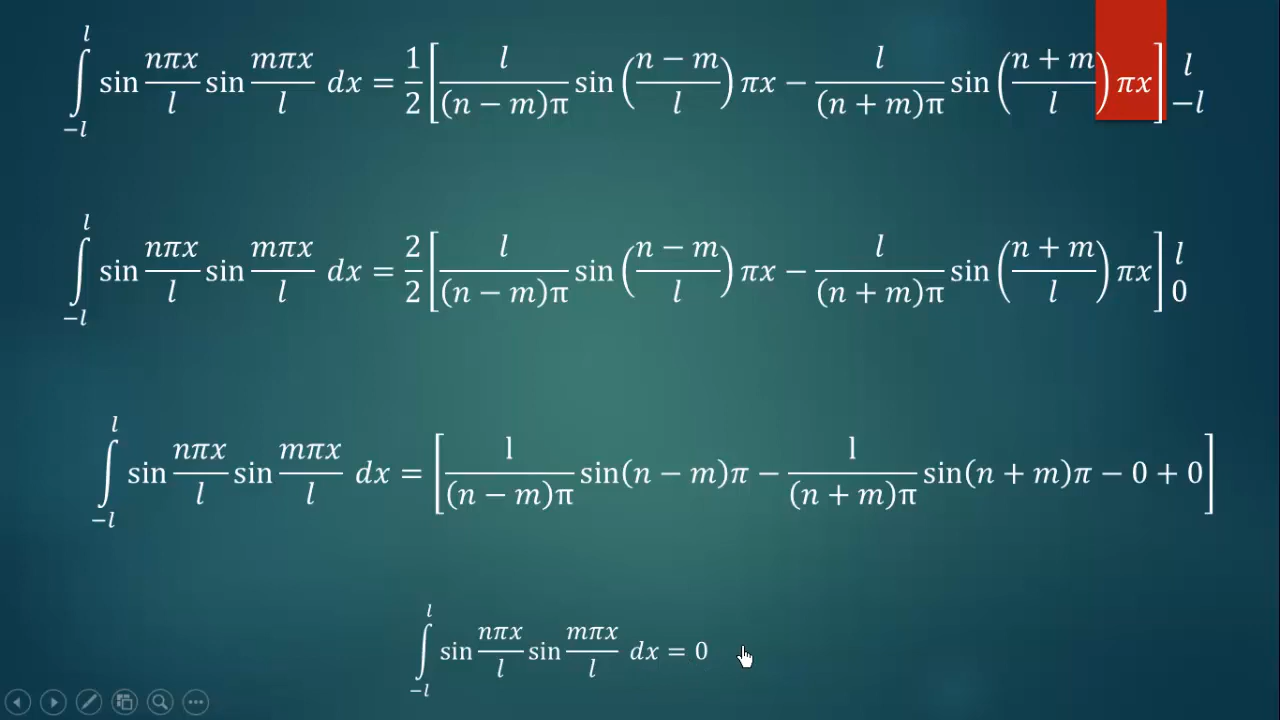 ∫_{-l}^{l} sin (nπx/l) sin (mπx/l) dx = (1/2)[l/((n − m)π) sin ((n − m)/l) πx − l/((n + m)π) sin ((n + m)/l) πx] l −l
∫_{-l}^{l} sin (nπx/l) sin (mπx/l) dx = (2/2)[l/((n − m)π) sin ((n − m)/l) πx − l/((n + m)π) sin ((n + m)/l) πx] l 0
∫_{-l}^{l} sin (nπx/l) sin (mπx/l) dx = [l/((n − m)π) sin(n − m)π − l/((n + m)π) sin(n + m)π − 0 + 0]
∫_{-l}^{l} sin (nπx/l) sin (mπx/l) dx = 0